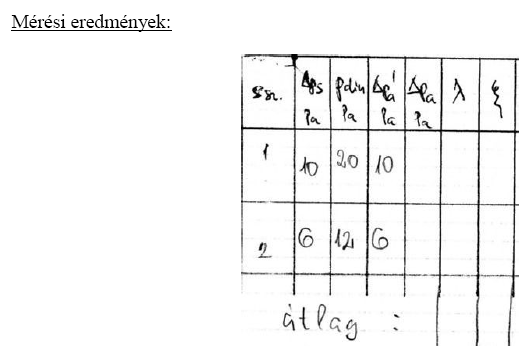 Mérési eredmények:
ssz. Δps pdin Δpá' Δpa λ ξ
Pa Pa Pa Pa
1 10 20 10
2 6 12 6
átlag :